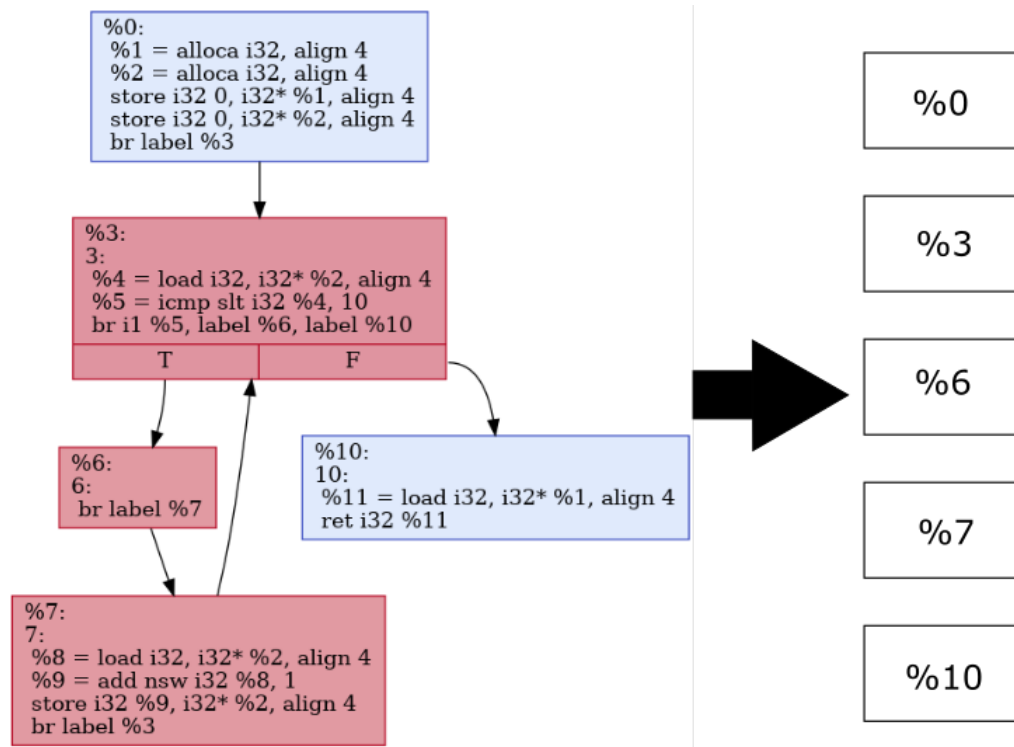 %0:
%1 = alloca i32, align 4
%2 = alloca i32, align 4
store i32 0, i32* %1, align 4
store i32 0, i32* %2, align 4
br label %3
%3:
3:
%4 = load i32, i32* %2, align 4
%5 = icmp slt i32 %4, 10
br i1 %5, label %6, label %10
T
F
%6:
6:
br label %7
%10:
10:
%11 = load i32, i32* %1, align 4
ret i32 %11
%7:
7:
%8 = load i32, i32* %2, align 4
%9 = add nsw i32 %8, 1
store i32 %9, i32* %2, align 4
br label %3
%0
%3
%6
%7
%10